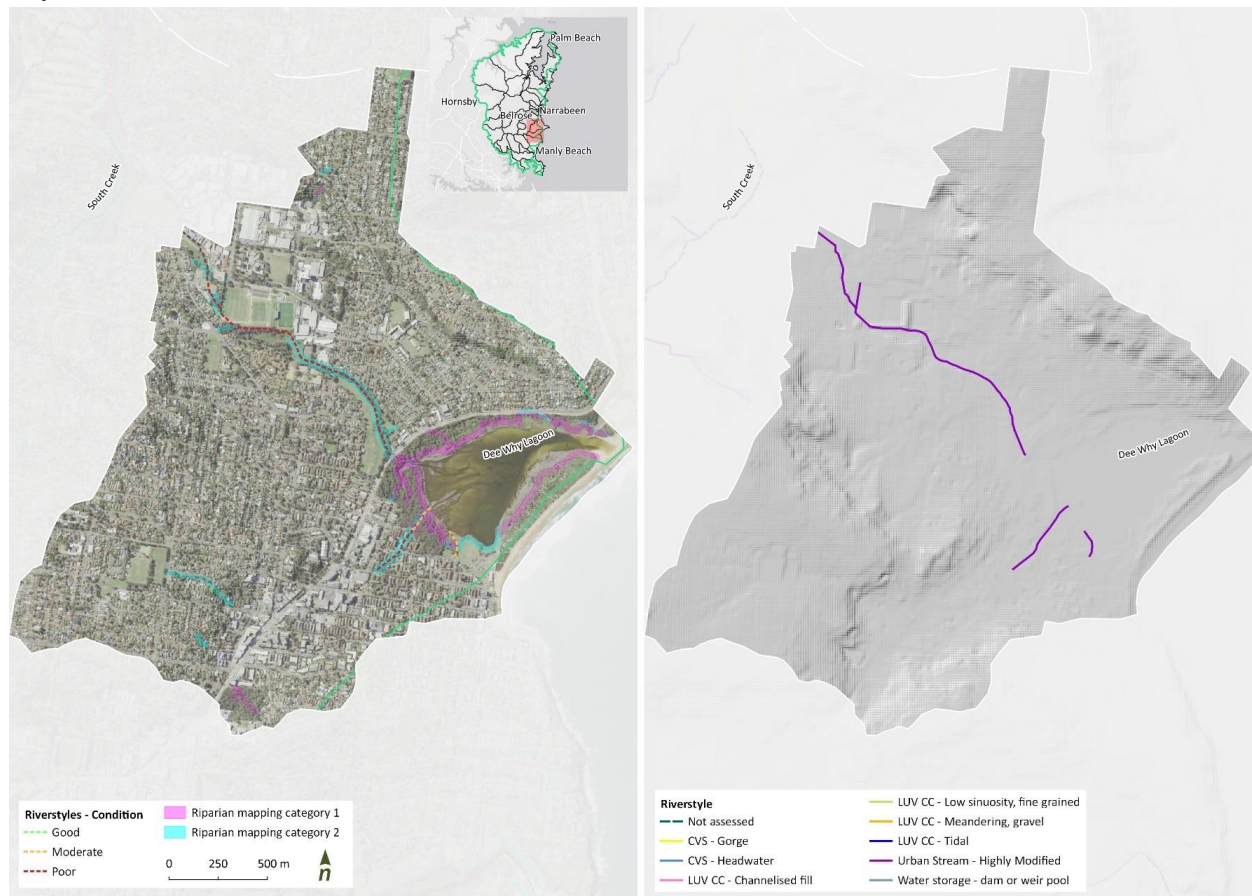 Palm Beach
Hornsby
Narrabeen
Belrose
Manly Beach
South Creek
Dee Why Lagoon
Riverstyles - Condition
Good
Moderate
Poor
Riparian mapping category 1
Riparian mapping category 2
0 250 500 m
n
South Creek
Dee Why Lagoon
Riverstyle
Not assessed
CVS - Gorge
CVS - Headwater
LUV CC - Channelised fill
LUV CC - Low sinuosity, fine grained
LUV CC - Meandering, gravel
LUV CC - Tidal
Urban Stream - Highly Modified
Water storage - dam or weir pool